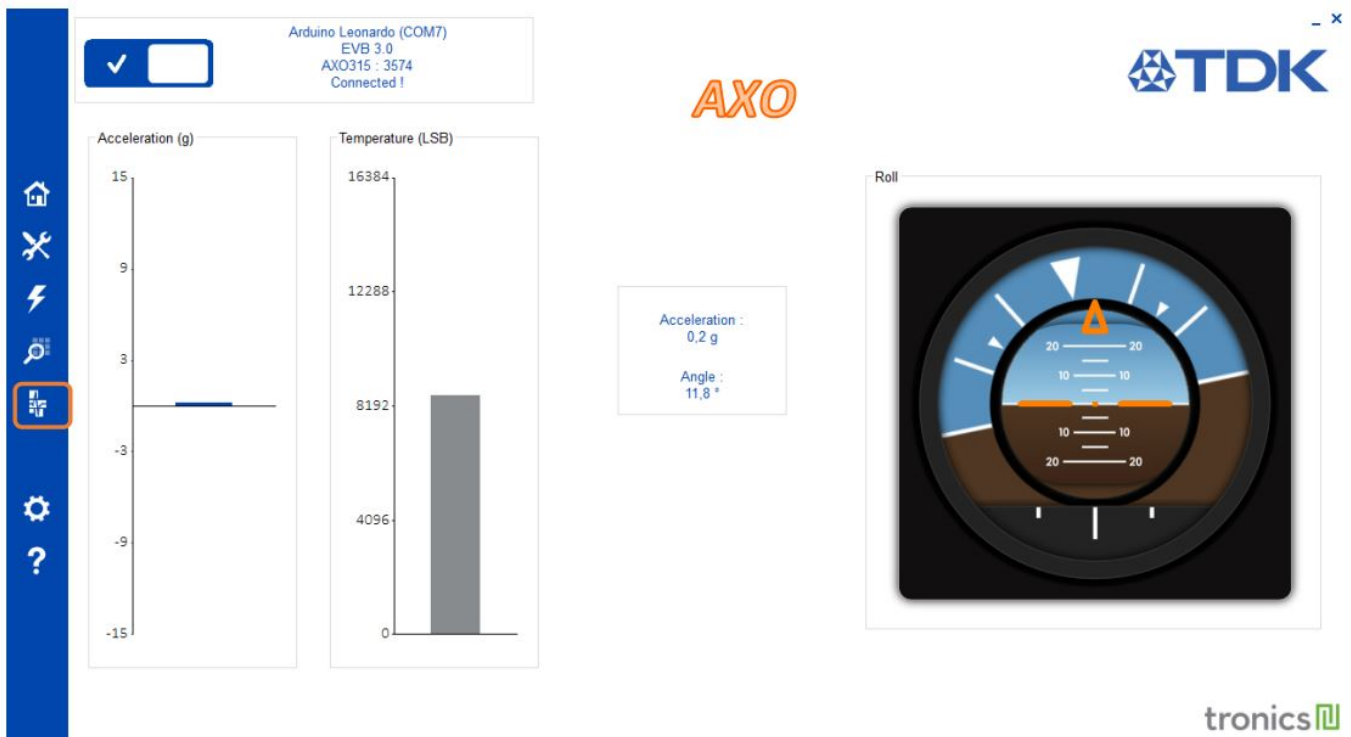 Arduino Leonardo (COM7)
EVB 3.0
AXO315 : 3574
Connected !
AXO
TDK
Acceleration (g)
15
9
3
-3
-9
-15
Temperature (LSB)
16384
12288
8192
4096
0
Acceleration :
0,2 g
Angle :
11,8 °
Roll
20 20
10 10
10 10
20 20
?
tronics